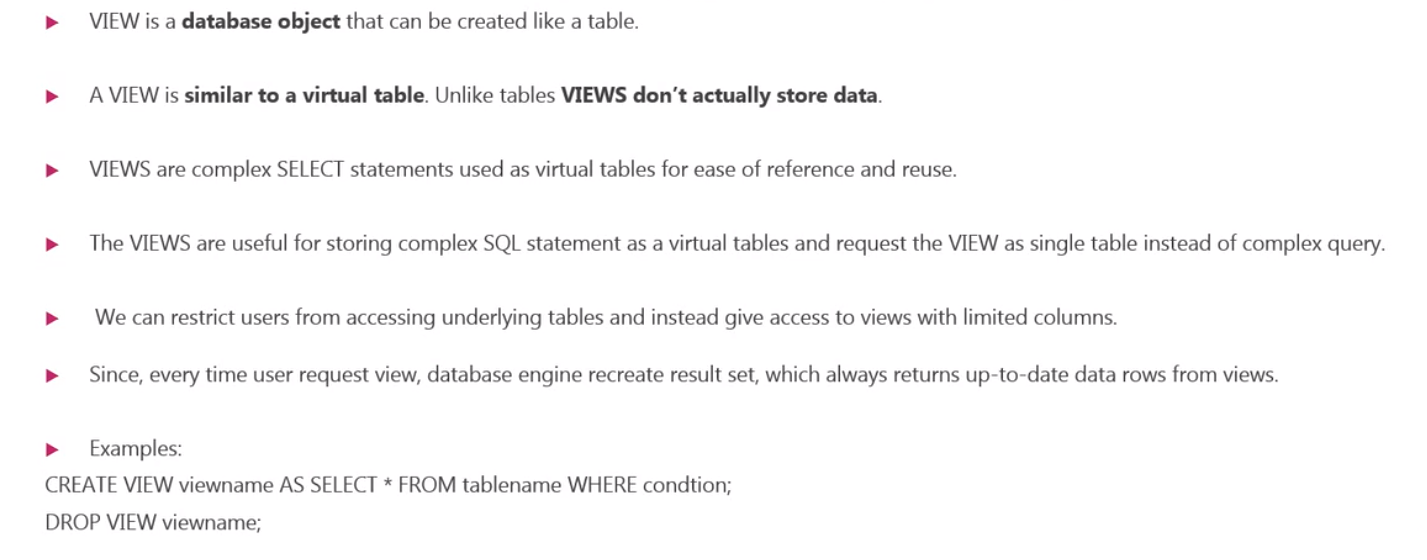 VIEW is a database object that can be created like a table.
A VIEW is similar to a virtual table. Unlike tables VIEWS don’t actually store data.
VIEWS are complex SELECT statements used as virtual tables for ease of reference and reuse.
The VIEWS are useful for storing complex SQL statement as a virtual tables and request the VIEW as single table instead of complex query.
We can restrict users from accessing underlying tables and instead give access to views with limited columns.
Since, every time user request view, database engine recreate result set, which always returns up-to-date data rows from views.
Examples:
CREATE VIEW viewname AS SELECT * FROM tablename WHERE condtion;
DROP VIEW viewname;